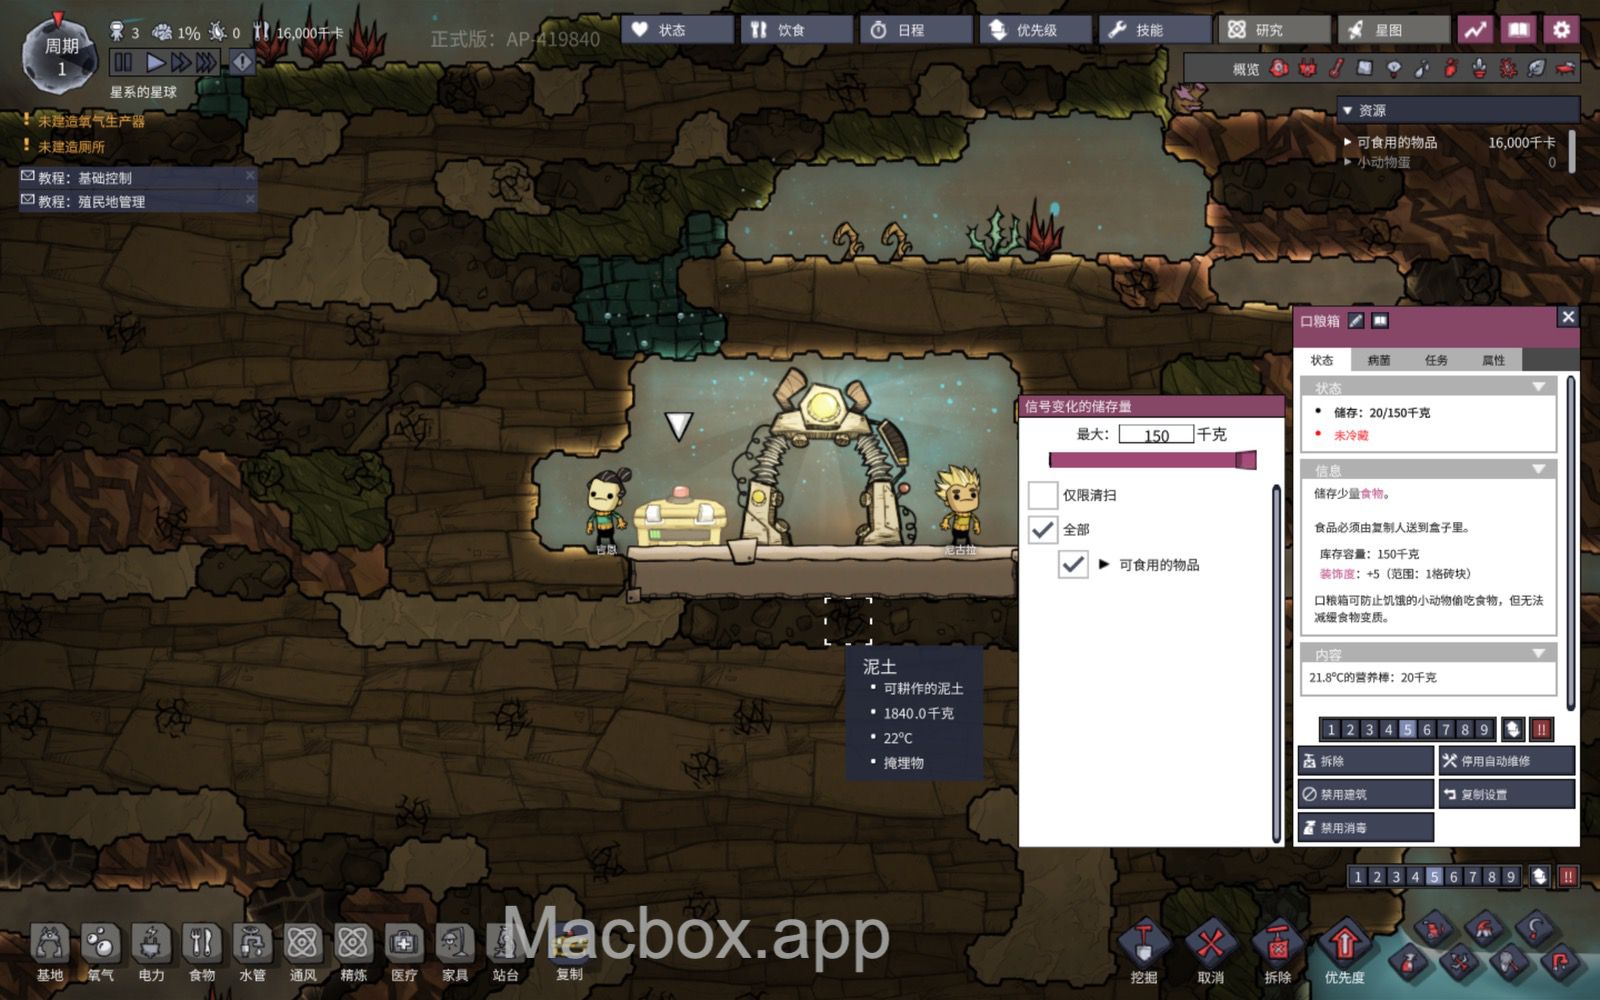 周期
1
3
1%
0
16,000千卡
星系的星球
正式版：AP-419840
状态
饮食
日程
优先级
技能
研究
星图
概览
未建造氧气生产器
未建造厕所
教程：基础控制
教程：殖民地管理
资源
可食用的物品 16,000千卡
小动物蛋 0
尼古拉
泥土
可耕作的泥土
1840.0千克
22℃
掩埋物
信号变化的储存量
最大： 150 千克
仅限清扫
全部
可食用的物品
口粮箱
状态 病菌 任务 属性
状态
储存：20/150千克
未冷藏
信息
储存少量食物。
食品必须由复制人送到盒子里。
库存容量：150千克
装饰度：+5（范围：1格砖块）
口粮箱可防止饥饿的小动物偷吃食物，但无法
减缓食物变质。
内容
21.8℃的营养棒：20千克
1 2 3 4 5 6 7 8 9 !!
拆除
停用自动维修
禁用建筑
复制设置
禁用消毒
1 2 3 4 5 6 7 8 9 !!
基地
氧气
电力
食物
水管
通风
精炼
医疗
家具
站台
复制
Macbox.app
挖掘
取消
拆除
优先度